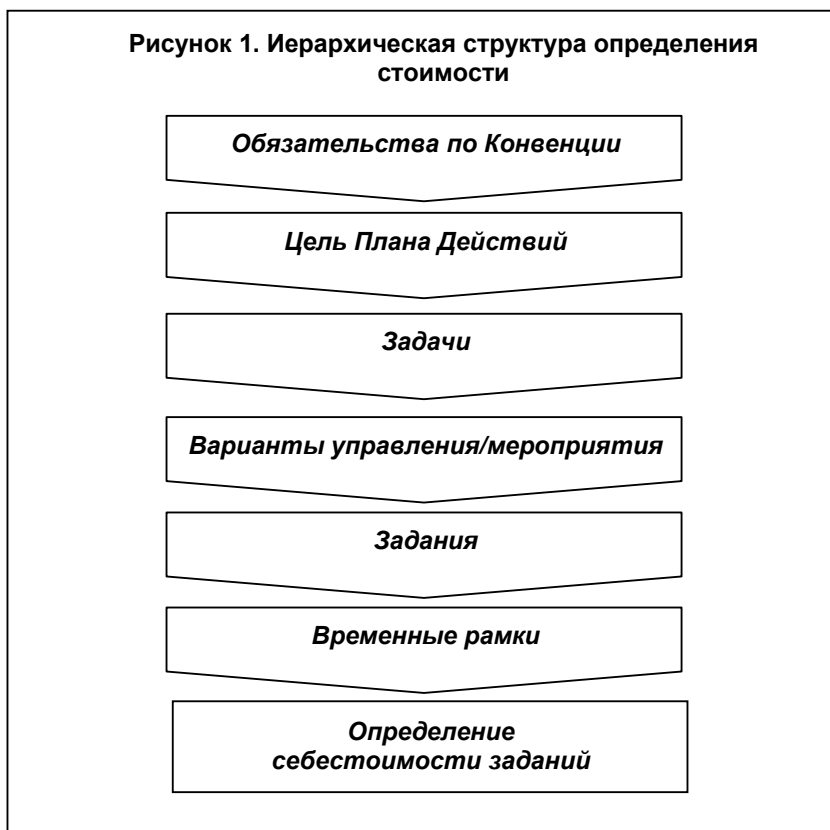 Рисунок 1. Иерархическая структура определения
стоимости
Обязательства по Конвенции
Цель Плана Действий
Задачи
Варианты управления/мероприятия
Задания
Временные рамки
Определение
себестоимости заданий